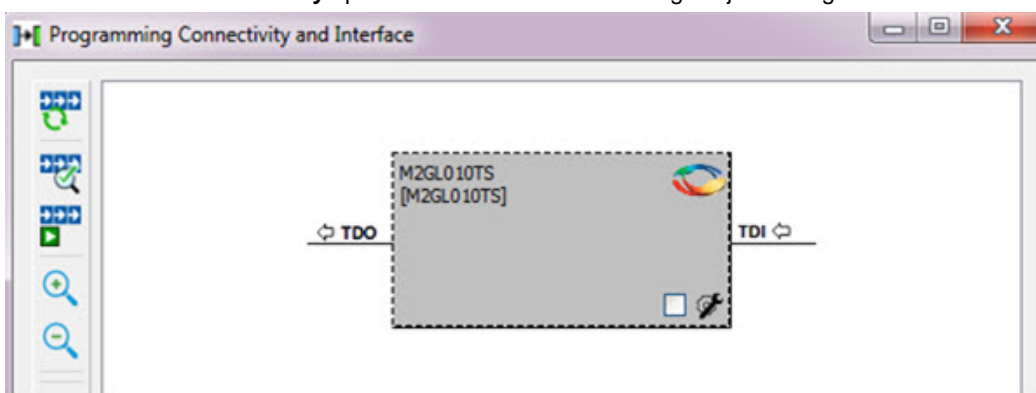 Programming Connectivity and Interface
M2GL010TS
[M2GL010TS]
TDO
TDI